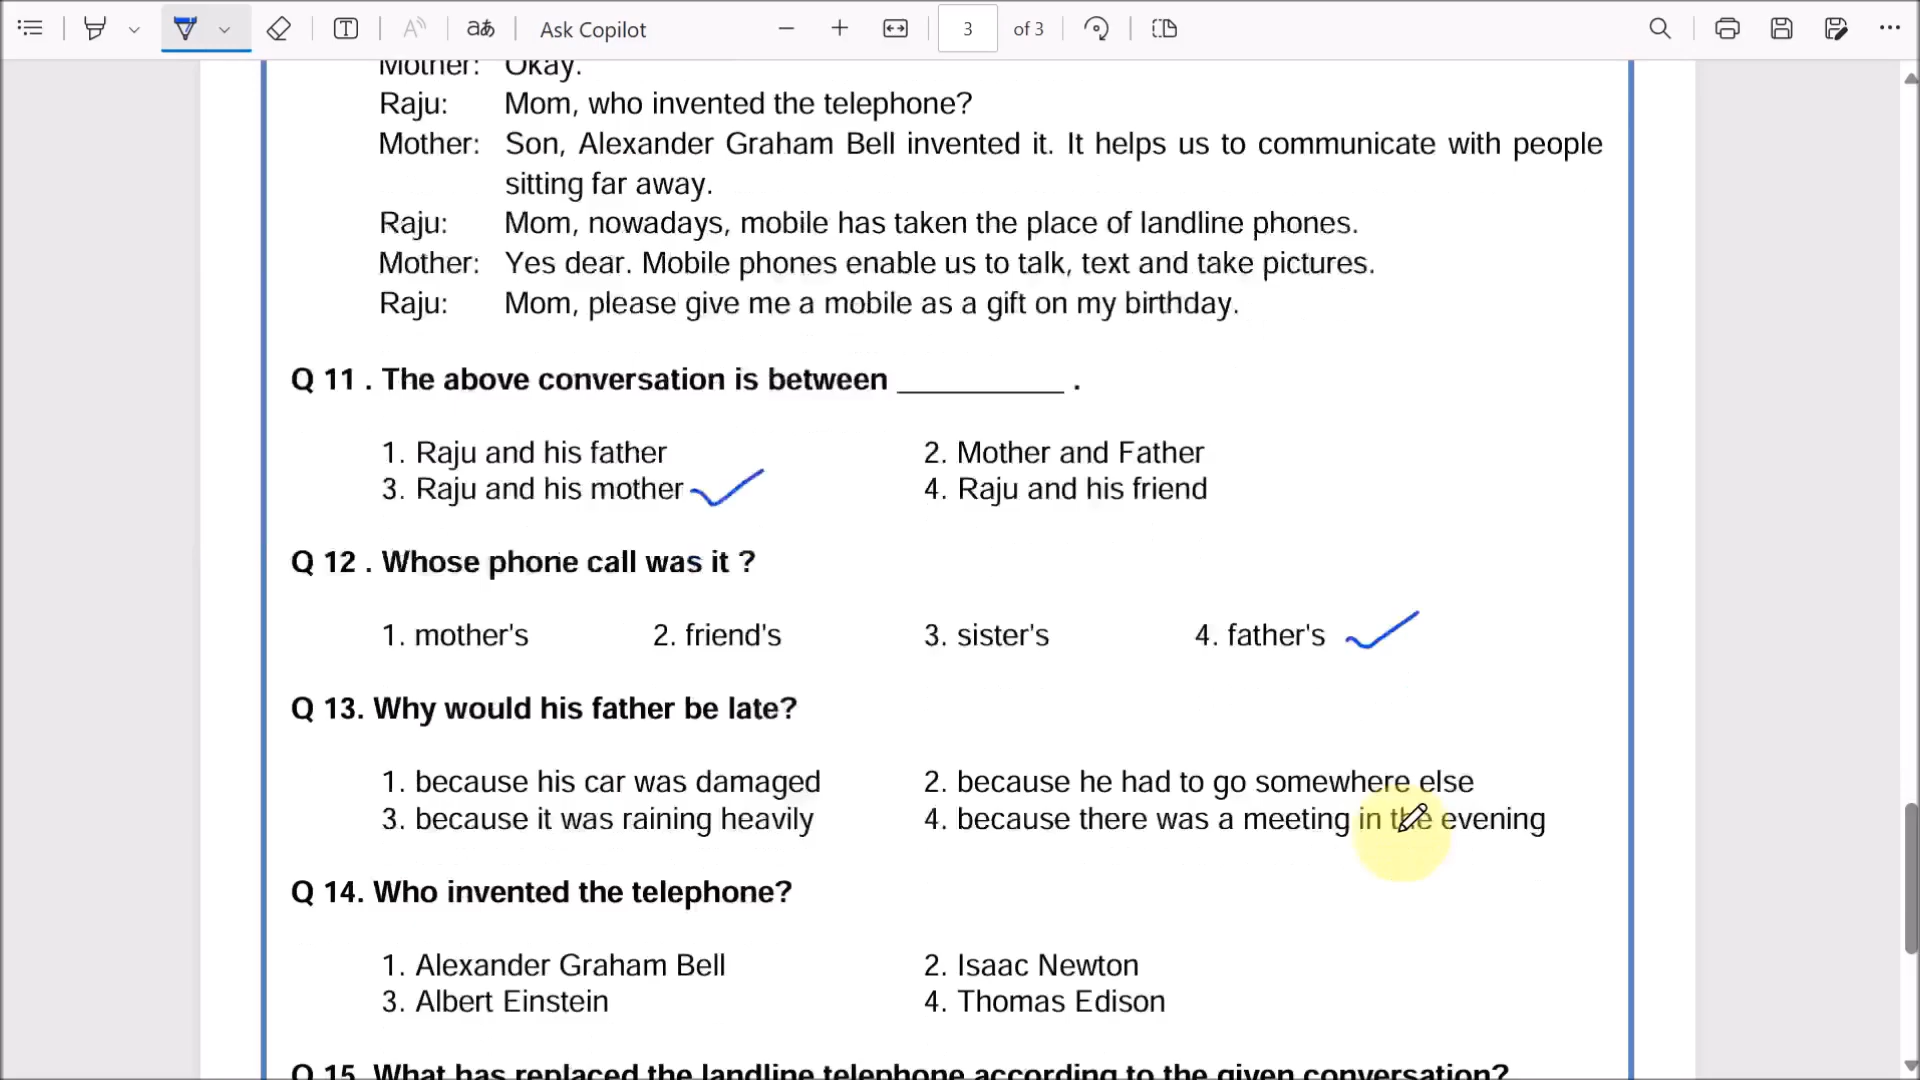 Ask Copilot
3 of 3
Mother: Okay.
Raju: Mom, who invented the telephone?
Mother: Son, Alexander Graham Bell invented it. It helps us to communicate with people
sitting far away.
Raju: Mom, nowadays, mobile has taken the place of landline phones.
Mother: Yes dear. Mobile phones enable us to talk, text and take pictures.
Raju: Mom, please give me a mobile as a gift on my birthday.
Q 11 . The above conversation is between __________ .
1. Raju and his father 2. Mother and Father
3. Raju and his mother 4. Raju and his friend
Q 12 . Whose phone call was it ?
1. mother's 2. friend's 3. sister's 4. father's
Q 13. Why would his father be late?
1. because his car was damaged 2. because he had to go somewhere else
3. because it was raining heavily 4. because there was a meeting in the evening
Q 14. Who invented the telephone?
1. Alexander Graham Bell 2. Isaac Newton
3. Albert Einstein 4. Thomas Edison
Q 15. What has replaced the landline telephone according to the given conversation?